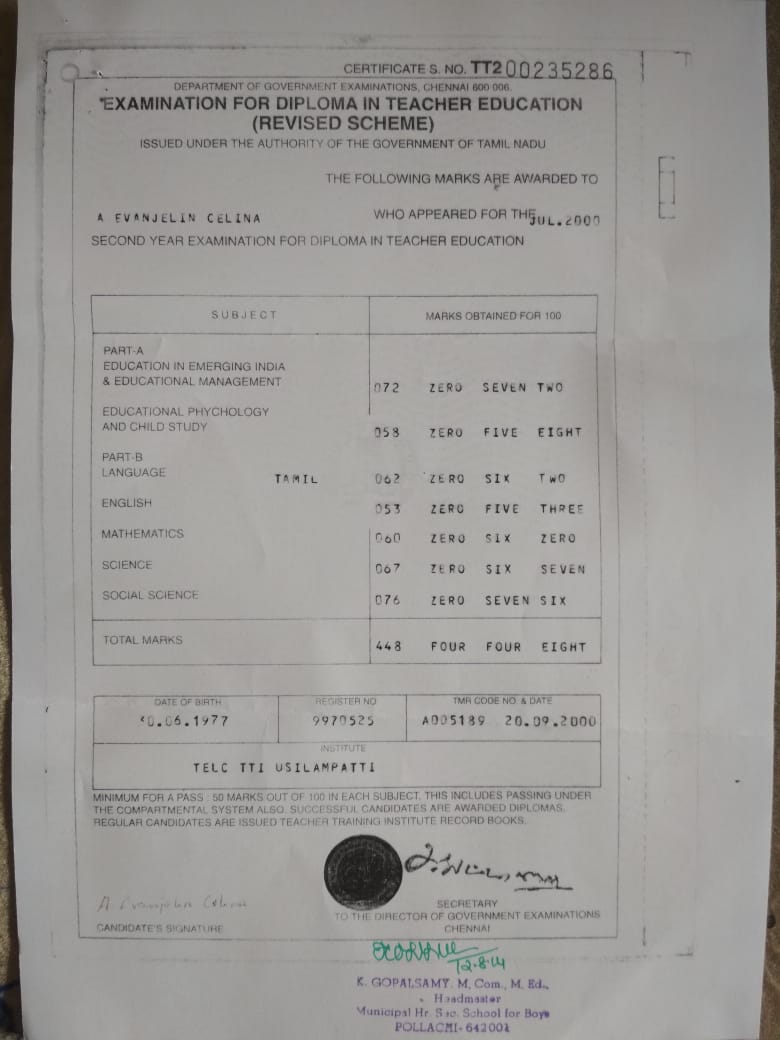 CERTIFICATE S. NO. TT2 00235286
DEPARTMENT OF GOVERNMENT EXAMINATIONS, CHENNAI 600 006.
EXAMINATION FOR DIPLOMA IN TEACHER EDUCATION
(REVISED SCHEME)
ISSUED UNDER THE AUTHORITY OF THE GOVERNMENT OF TAMIL NADU
THE FOLLOWING MARKS ARE AWARDED TO
A EVANJELIN CELINA WHO APPEARED FOR THE JUL.2000
SECOND YEAR EXAMINATION FOR DIPLOMA IN TEACHER EDUCATION
SUBJECT MARKS OBTAINED FOR 100
PART-A
EDUCATION IN EMERGING INDIA
& EDUCATIONAL MANAGEMENT 072 ZERO SEVEN TWO
EDUCATIONAL PHYCHOLOGY
AND CHILD STUDY 058 ZERO FIVE EIGHT
PART-B
LANGUAGE TAMIL 062 ZERO SIX TWO
ENGLISH 053 ZERO FIVE THREE
MATHEMATICS 060 ZERO SIX ZERO
SCIENCE 067 ZERO SIX SEVEN
SOCIAL SCIENCE 076 ZERO SEVEN SIX
TOTAL MARKS 448 FOUR FOUR EIGHT
DATE OF BIRTH REGISTER NO TMR CODE NO. & DATE
0.06.1977 9970525 A005189 20.09.2000
INSTITUTE
TELC TTI USILAMPATTI
MINIMUM FOR A PASS : 50 MARKS OUT OF 100 IN EACH SUBJECT. THIS INCLUDES PASSING UNDER
THE COMPARTMENTAL SYSTEM ALSO. SUCCESSFUL CANDIDATES ARE AWARDED DIPLOMAS.
REGULAR CANDIDATES ARE ISSUED TEACHER TRAINING INSTITUTE RECORD BOOKS.
A Evanjelin Celina
CANDIDATE'S SIGNATURE
SECRETARY
TO THE DIRECTOR OF GOVERNMENT EXAMINATIONS
CHENNAI
12-8-14
K. GOPALSAMY. M. Com., M. Ed.,
Headmaster
Municipal Hr. Sec. School for Boys
POLLACHI-642001